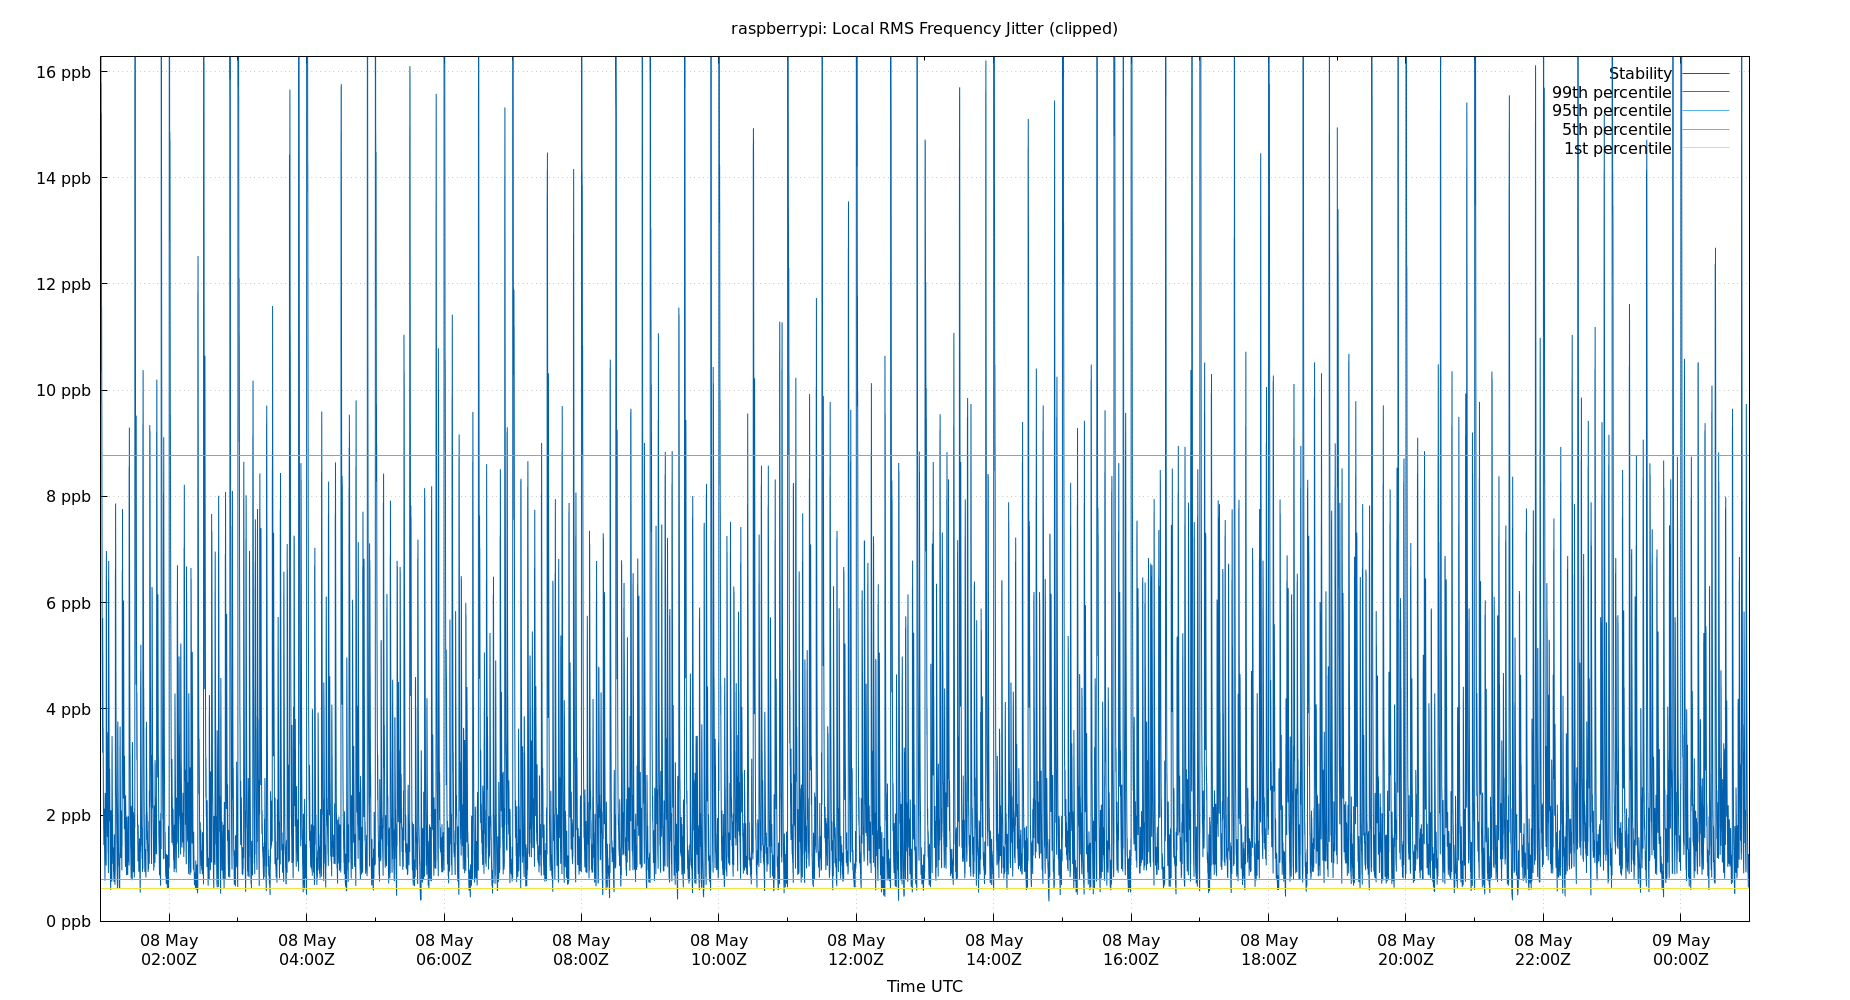 raspberrypi: Local RMS Frequency Jitter (clipped)
16 ppb
14 ppb
12 ppb
10 ppb
8 ppb
6 ppb
4 ppb
2 ppb
0 ppb
Stability
99th percentile
95th percentile
5th percentile
1st percentile
08 May 08 May 08 May 08 May 08 May 08 May 08 May 08 May 08 May 08 May 08 May 09 May
02:00Z 04:00Z 06:00Z 08:00Z 10:00Z 12:00Z 14:00Z 16:00Z 18:00Z 20:00Z 22:00Z 00:00Z
Time UTC